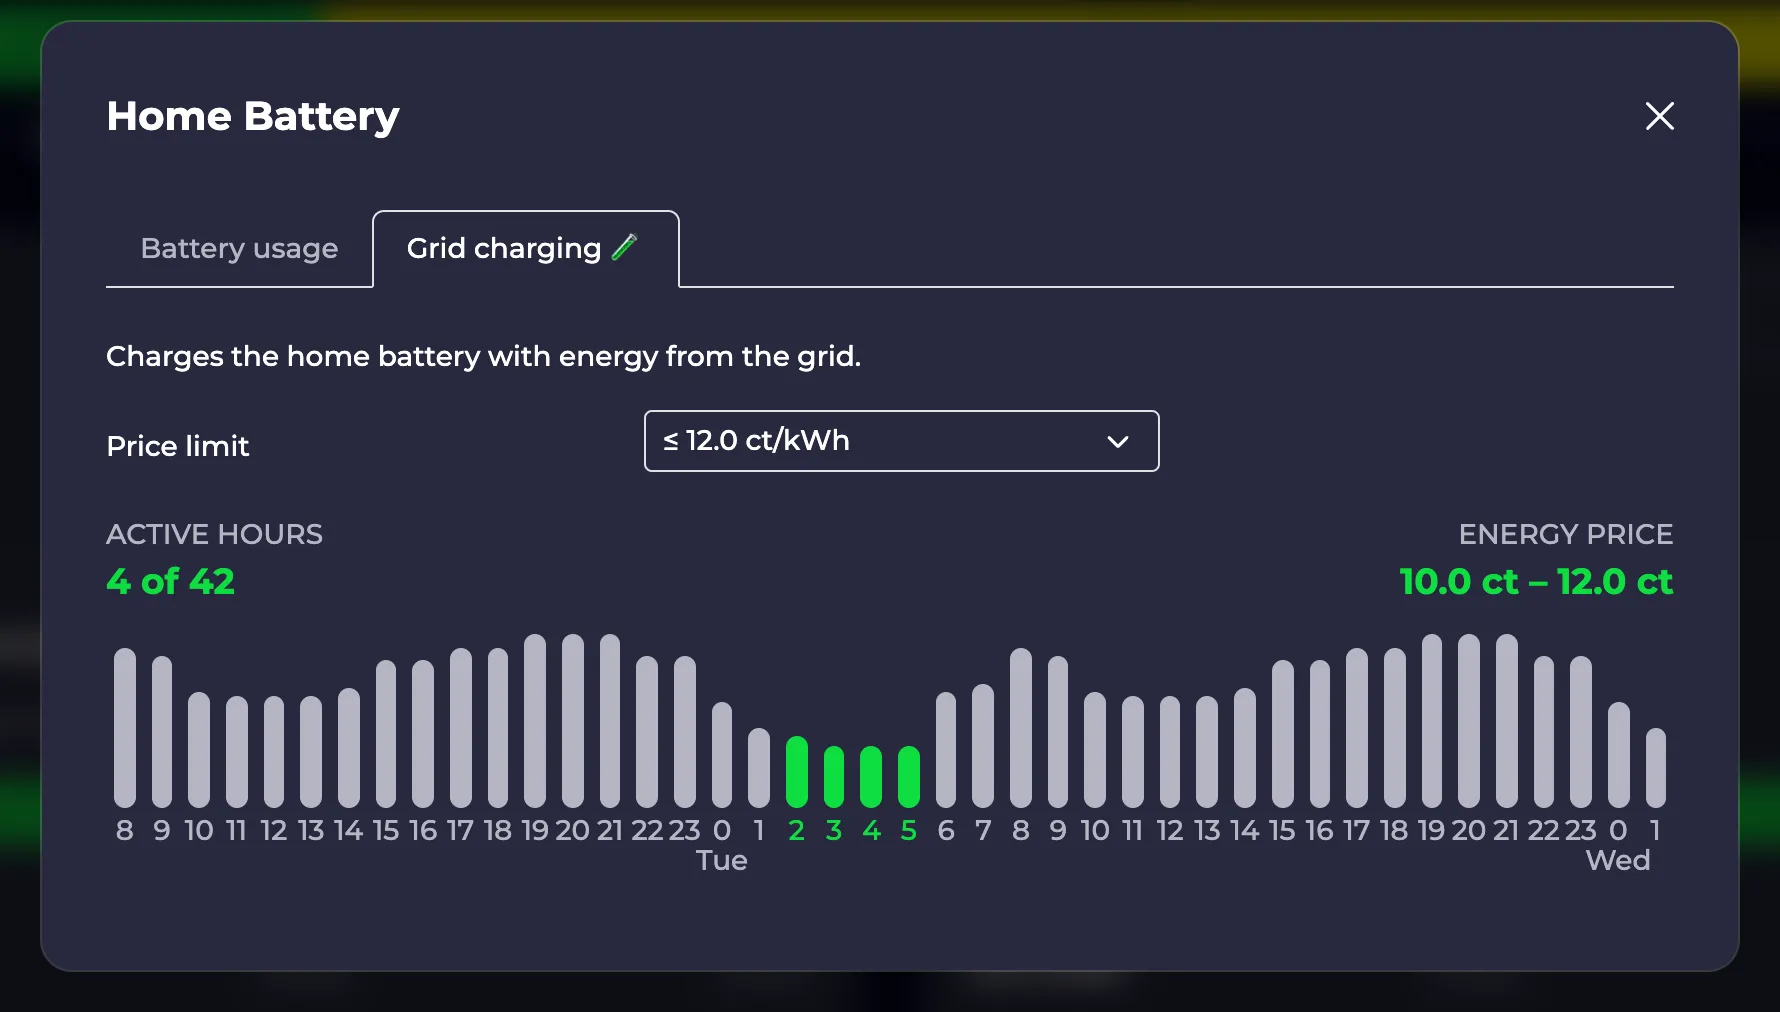 Home Battery
Battery usage
Grid charging
Charges the home battery with energy from the grid.
Price limit
≤ 12.0 ct/kWh
ACTIVE HOURS
ENERGY PRICE
4 of 42
10.0 ct – 12.0 ct
8 9 10 11 12 13 14 15 16 17 18 19 20 21 22 23 0 1 2 3 4 5 6 7 8 9 10 11 12 13 14 15 16 17 18 19 20 21 22 23 0 1
Tue
Wed